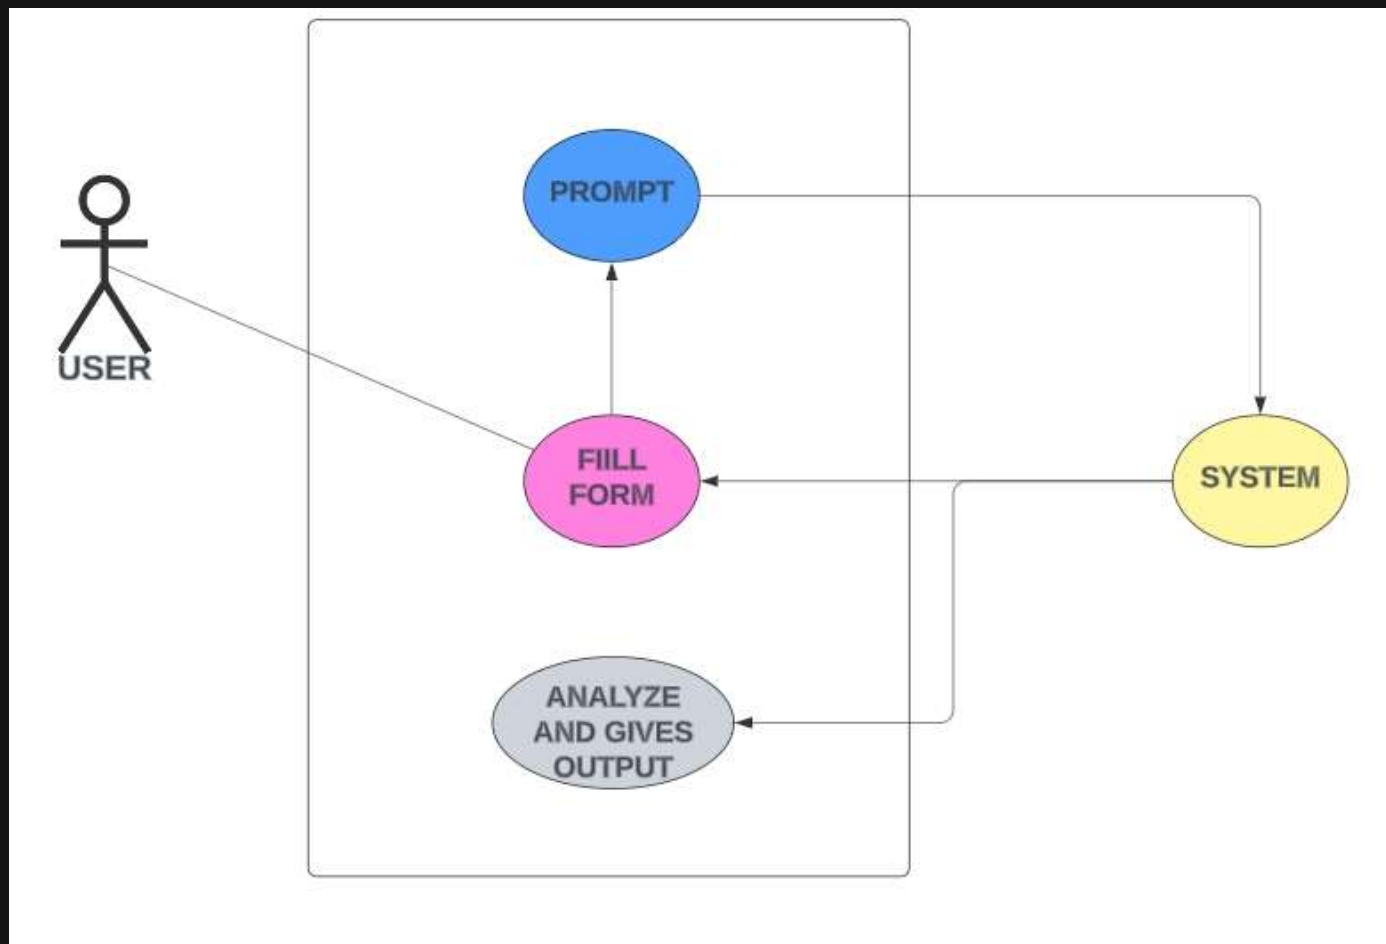 PROMPT
USER
FIILL
FORM
SYSTEM
ANALYZE
AND GIVES
OUTPUT